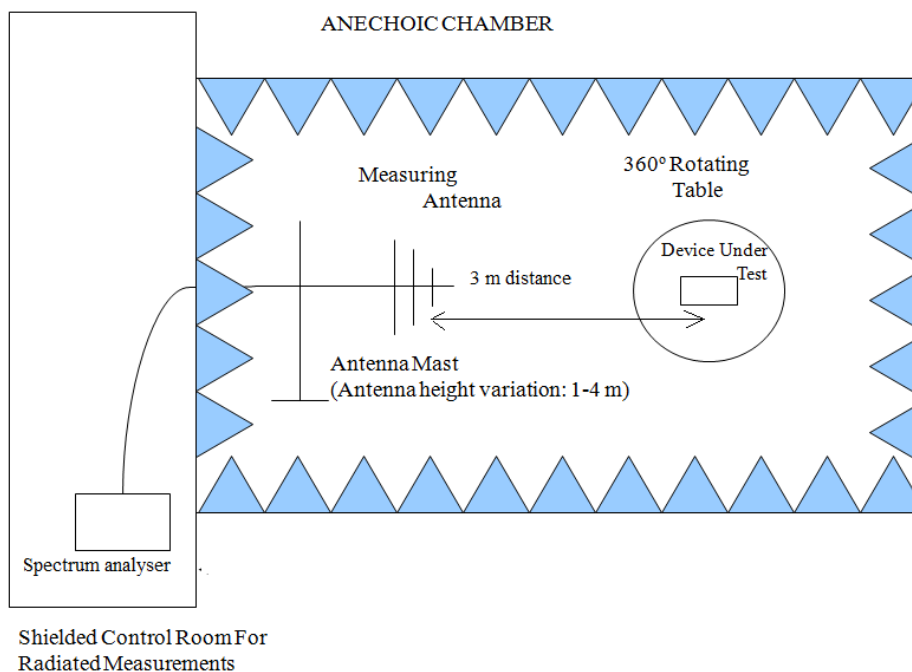 ANECHOIC CHAMBER
360º Rotating
Table
Measuring
Antenna
Device Under
Test
3 m distance
Antenna Mast
(Antenna height variation: 1-4 m)
Spectrum analyser
Shielded Control Room For
Radiated Measurements